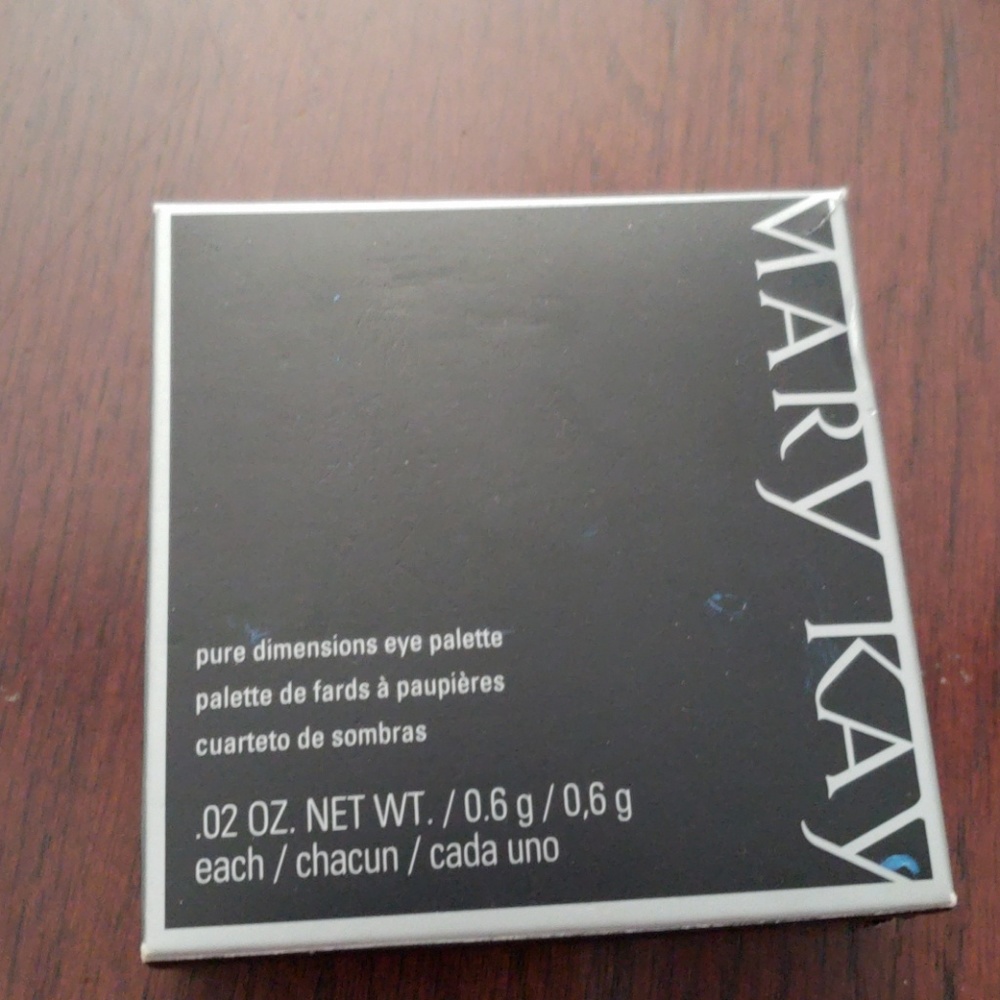 MARY KAY
pure dimensions eye palette
palette de fards à paupières
cuarteto de sombras
.02 OZ. NET WT. / 0.6 g / 0,6 g
each / chacun / cada uno